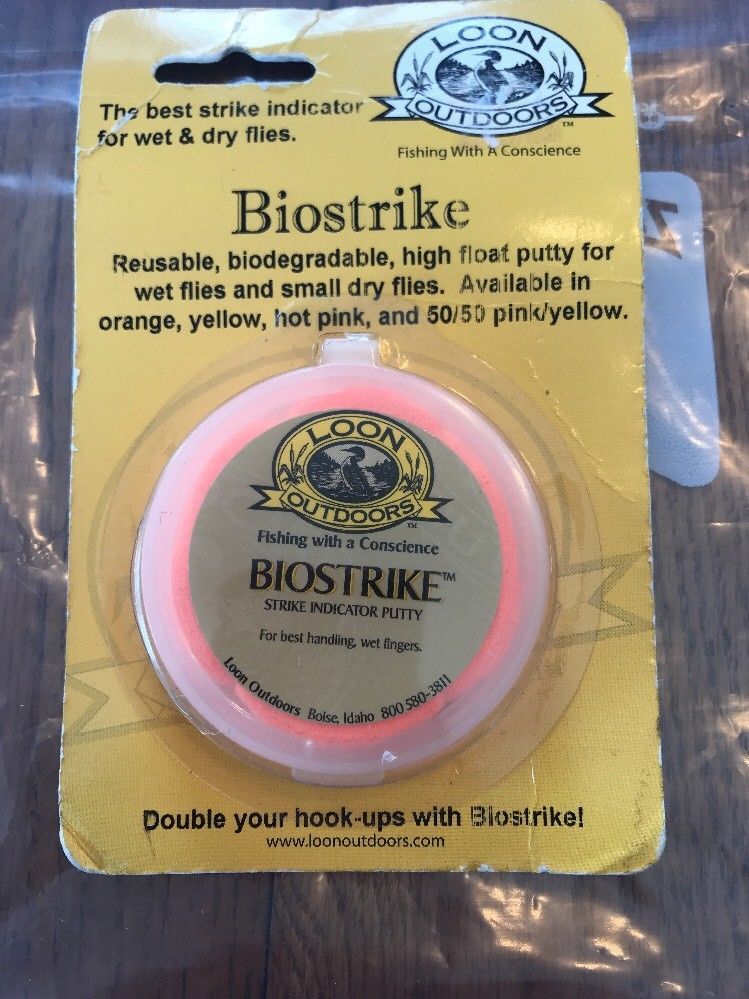 The best strike indicator
for wet & dry flies.
LOON
OUTDOORS
TM
Fishing With A Conscience
Biostrike
Reusable, biodegradable, high float putty for
wet flies and small dry flies. Available in
orange, yellow, hot pink, and 50/50 pink/yellow.
LOON
OUTDOORS
TM
Fishing with a Conscience
BIOSTRIKE™
STRIKE INDICATOR PUTTY
For best handling, wet fingers.
Loon Outdoors Boise, Idaho 800 580-3811
Double your hook-ups with Biostrike!
www.loonoutdoors.com